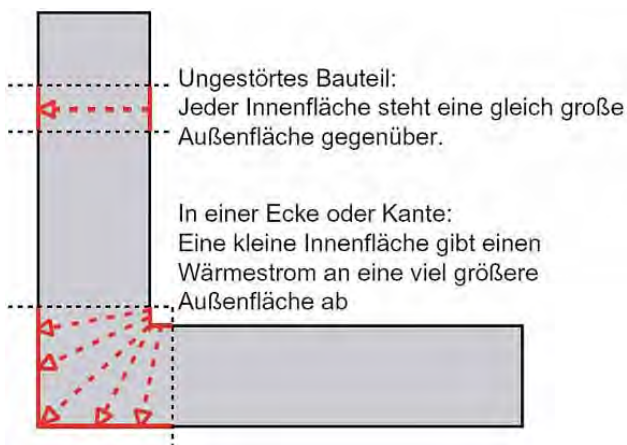 Ungestörtes Bauteil:
Jeder Innenfläche steht eine gleich große
Außenfläche gegenüber.
In einer Ecke oder Kante:
Eine kleine Innenfläche gibt einen
Wärmestrom an eine viel größere
Außenfläche ab